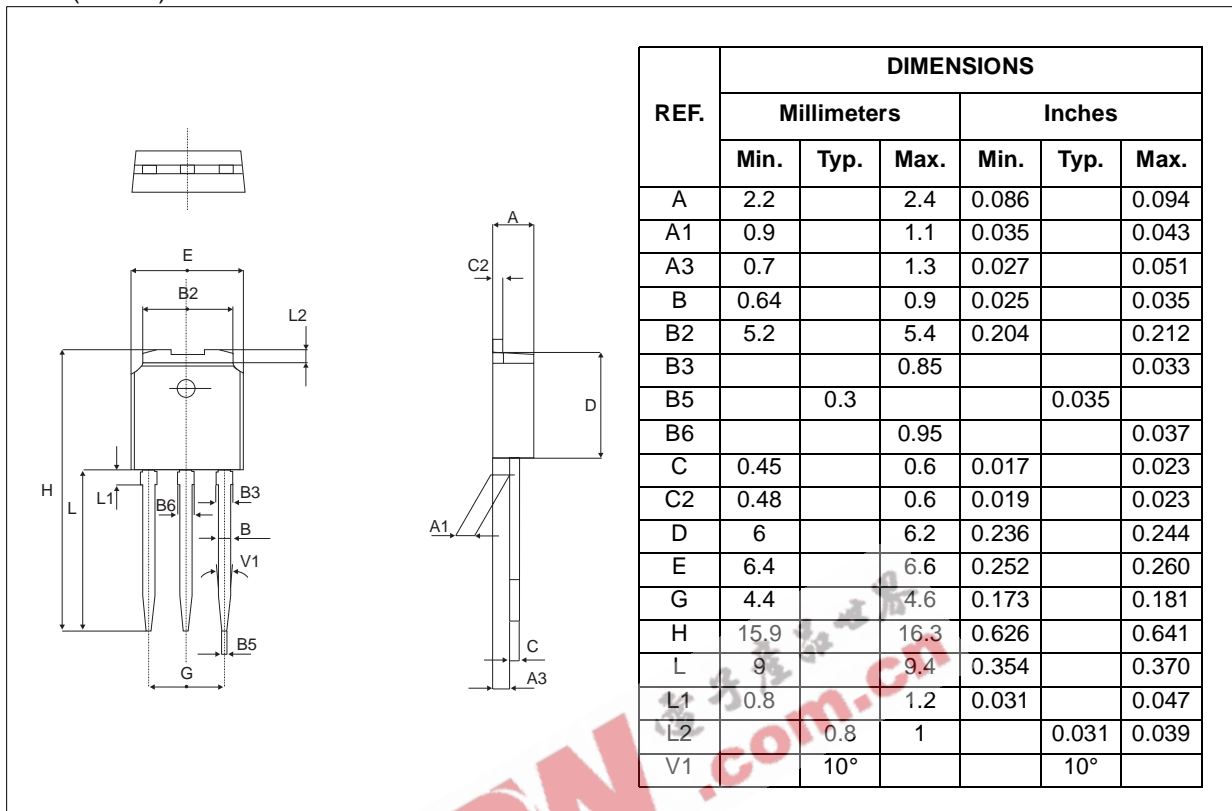 A
E
C2
B2
L2
D
H
L
L1
B6
B3
B
A1
V1
B5
G
C
A3
DIMENSIONS
REF. Millimeters Inches
Min. Typ. Max. Min. Typ. Max.
A 2.2 2.4 0.086 0.094
A1 0.9 1.1 0.035 0.043
A3 0.7 1.3 0.027 0.051
B 0.64 0.9 0.025 0.035
B2 5.2 5.4 0.204 0.212
B3 0.85 0.033
B5 0.3 0.035
B6 0.95 0.037
C 0.45 0.6 0.017 0.023
C2 0.48 0.6 0.019 0.023
D 6 6.2 0.236 0.244
E 6.4 6.6 0.252 0.260
G 4.4 4.6 0.173 0.181
H 15.9 16.3 0.626 0.641
L 9 9.4 0.354 0.370
L1 0.8 1.2 0.031 0.047
L2 0.8 1 0.031 0.039
V1 10° 10°
電子產品世界
.com.cn